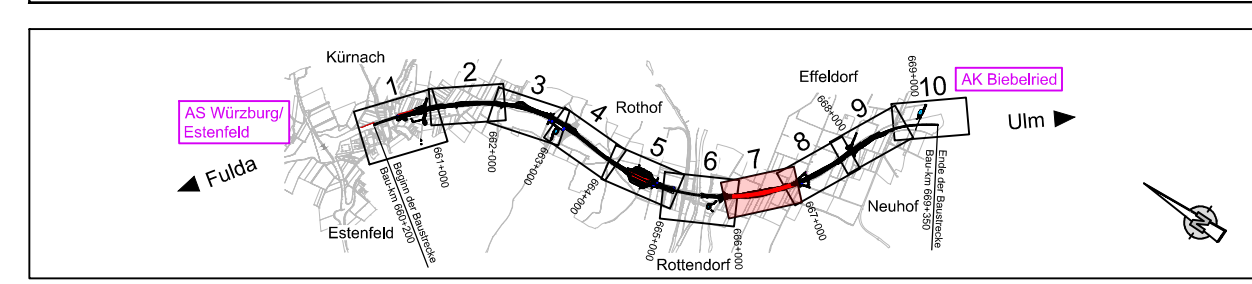 Kürnach
AS Würzburg/
Estenfeld
Fulda
Estenfeld
1
2
3
4
5
6
7
8
9
10
Rothof
Effeldorf
AK Biebelried
Ulm
Neuhof
Rottendorf
Beginn der Baustrecke
Bau-km 660+200
661+000
662+000
663+000
664+000
665+000
686+000
667+000
668+000
669+000
Ende der Baustrecke
Bau-km 669+350
N